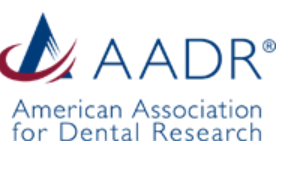 AADR®
American Association
for Dental Research